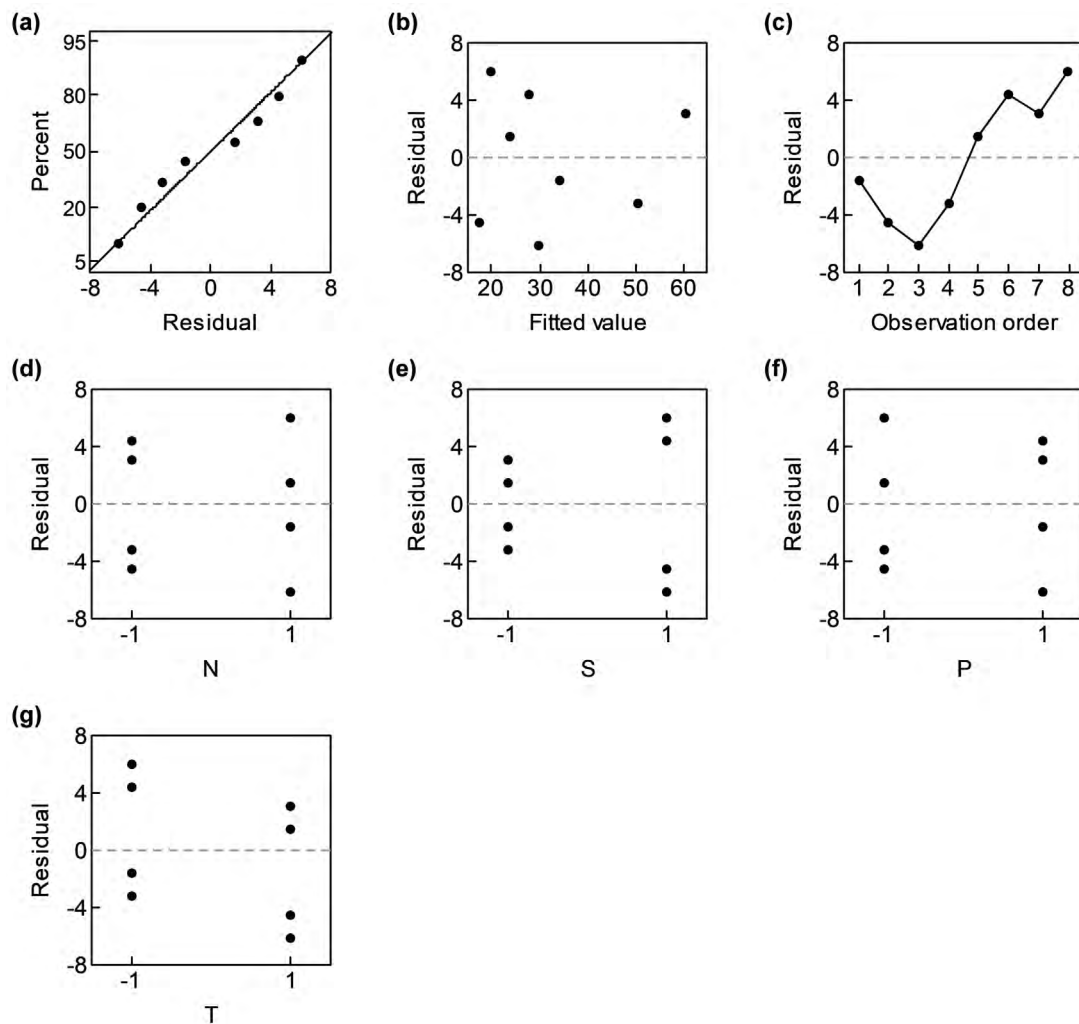 (a)
95
80
50
20
5
Percent
-8 -4 0 4 8
Residual
(b)
8
4
0
-4
-8
Residual
20 30 40 50 60
Fitted value
(c)
8
4
0
-4
-8
Residual
1 2 3 4 5 6 7 8
Observation order
(d)
8
4
0
-4
-8
Residual
-1 1
N
(e)
8
4
0
-4
-8
Residual
-1 1
S
(f)
8
4
0
-4
-8
Residual
-1 1
P
(g)
8
4
0
-4
-8
Residual
-1 1
T